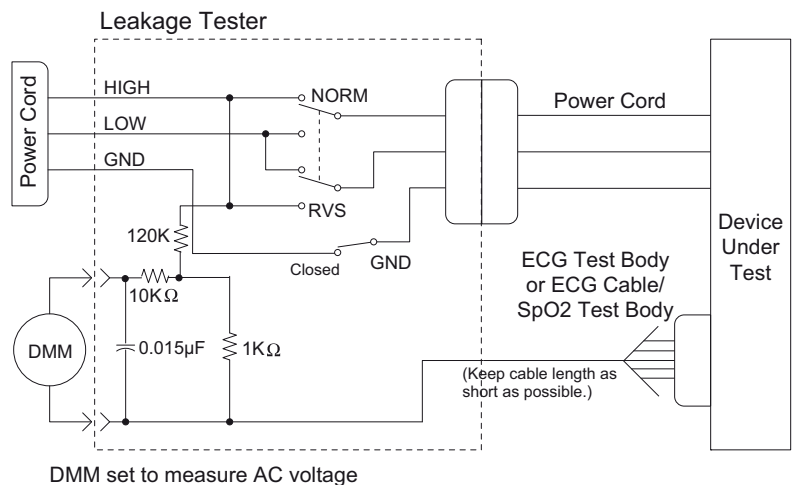 Leakage Tester
Power Cord
HIGH
NORM
LOW
GND
RVS
120K
Closed
GND
10KΩ
DMM
0.015µF
1KΩ
Power Cord
Device
Under
Test
ECG Test Body
or ECG Cable/
SpO2 Test Body
(Keep cable length as
short as possible.)
DMM set to measure AC voltage